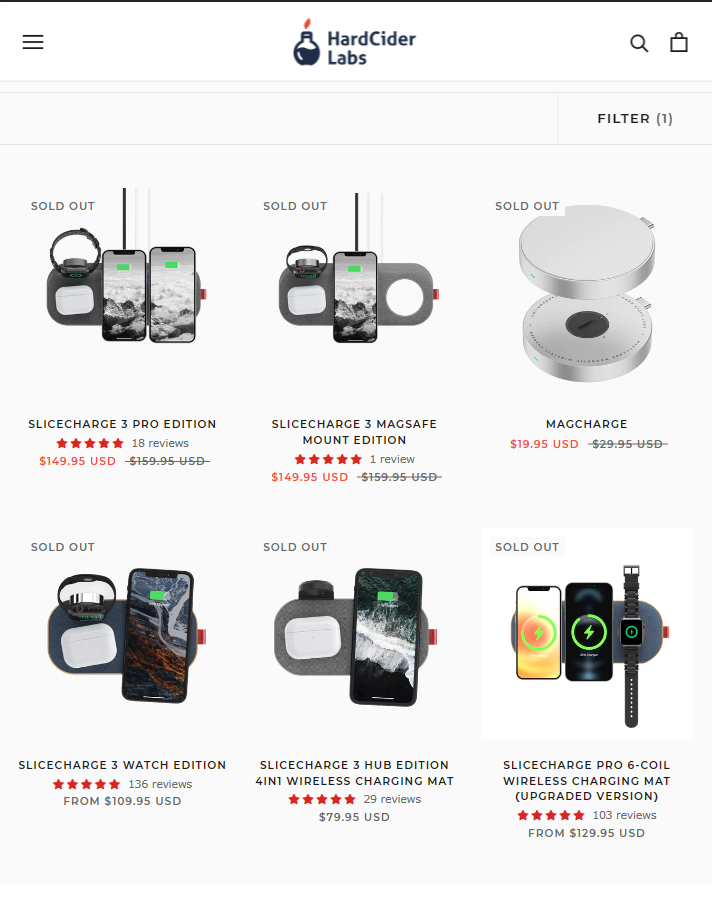 HardCider
Labs
FILTER (1)
SOLD OUT
SOLD OUT
SOLD OUT
SLICECHARGE 3 PRO EDITION
18 reviews
$149.95 USD $159.95 USD
SLICECHARGE 3 MAGSAFE
MOUNT EDITION
1 review
$149.95 USD $159.95 USD
MAGCHARGE
$19.95 USD $29.95 USD
SOLD OUT
SOLD OUT
SOLD OUT
SLICECHARGE 3 WATCH EDITION
136 reviews
FROM $109.95 USD
SLICECHARGE 3 HUB EDITION
4IN1 WIRELESS CHARGING MAT
29 reviews
$79.95 USD
SLICECHARGE PRO 6-COIL
WIRELESS CHARGING MAT
(UPGRADED VERSION)
103 reviews
FROM $129.95 USD